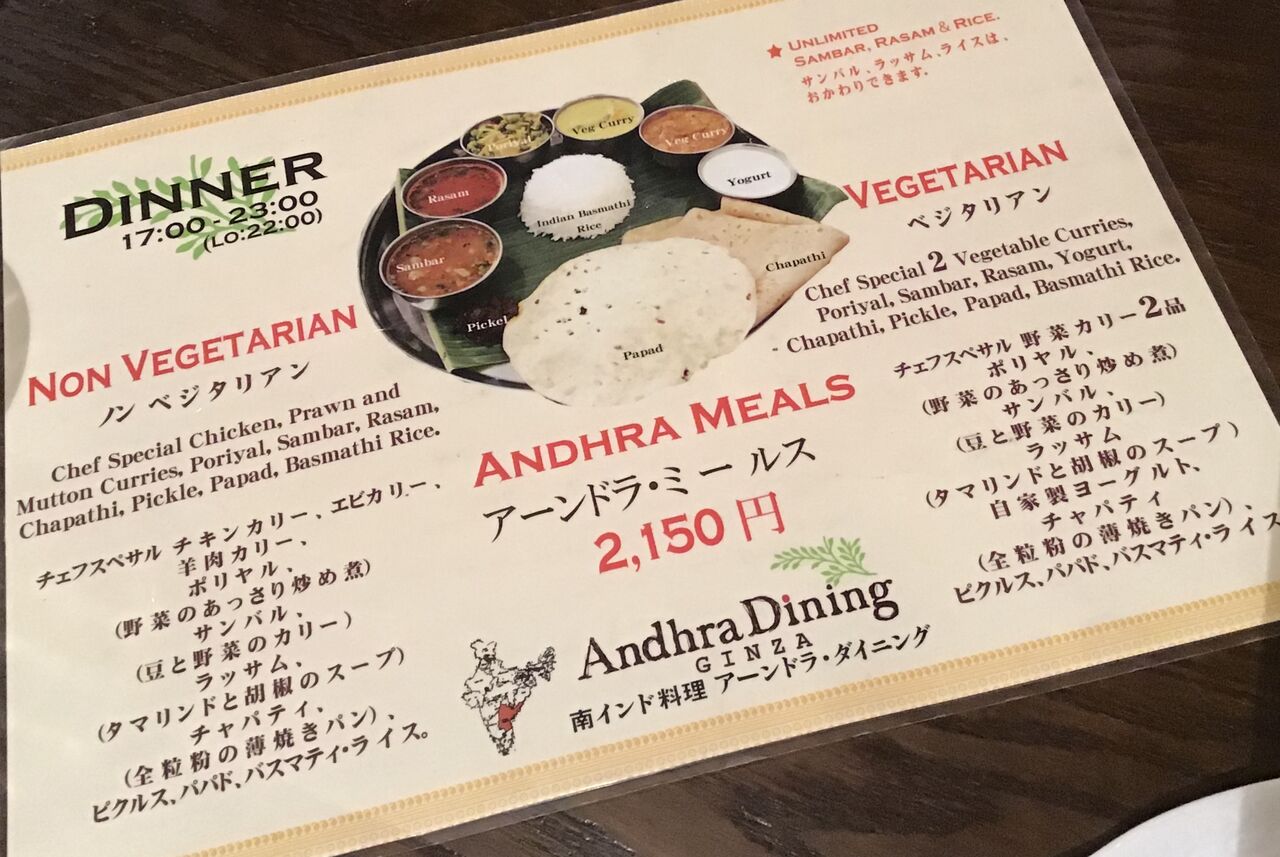 ★ UNLIMITED
SAMBAR, RASAM & RICE.
サンバル、ラッサム、ライスは、
おかわりできます。
DINNER
17:00 - 23:00
(LO:22:00)
Poriyal
Veg Curry
Veg Curry
Rasam
Yogurt
Indian Basmathi
Rice
Sambar
Chapathi
Pickel
Papad
NON VEGETARIAN
ノン ベジタリアン
Chef Special Chicken, Prawn and
Mutton Curries, Poriyal, Sambar, Rasam,
Chapathi, Pickle, Papad, Basmathi Rice.
チェフスペサル チキンカリー、エビカリー、
羊肉カリー、
ポリヤル、
(野菜のあっさり炒め煮)
サンバル、
(豆と野菜のカリー)
ラッサム、
(タマリンドと胡椒のスープ)
チャパティ、
(全粒粉の薄焼きパン)、
ピクルス、パパド、バスマティ・ライス。
ANDHRA MEALS
アーンドラ・ミールス
2,150 円
Andhra Dining
GINZA
南インド料理 アーンドラ・ダイニング
VEGETARIAN
ベジタリアン
Chef Special 2 Vegetable Curries,
Poriyal, Sambar, Rasam, Yogurt,
Chapathi, Pickle, Papad, Basmathi Rice.
チェフスペサル 野菜カリー2品
ポリヤル、
(野菜のあっさり炒め煮)
サンバル、
(豆と野菜のカリー)
ラッサム
(タマリンドと胡椒のスープ)
自家製ヨーグルト、
チャパティ
(全粒粉の薄焼きパン)、
ピクルス、パパド、バスマティ・ライス